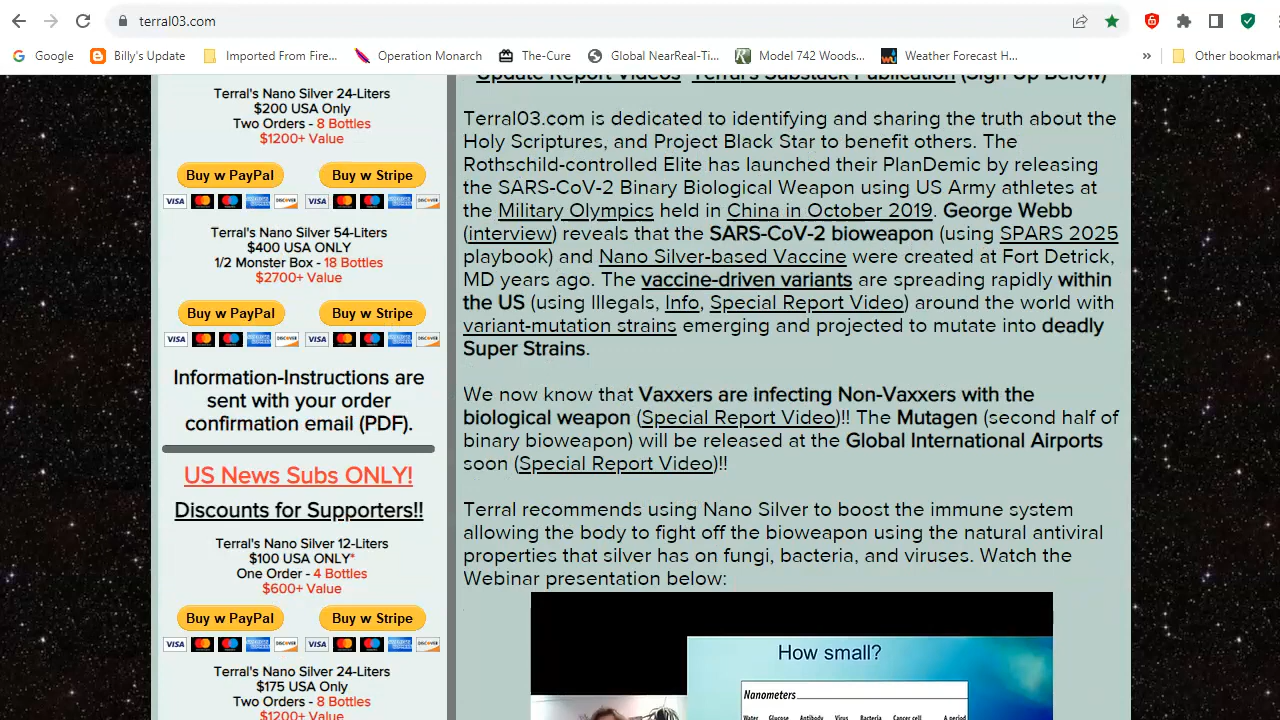 terral03.com
Google
Billy's Update
Imported From Fire...
Operation Monarch
The-Cure
Global NearReal-Ti...
Model 742 Woods...
Weather Forecast H...
»
Other bookmark
Terral's Nano Silver 24-Liters
$200 USA Only
Two Orders - 8 Bottles
$1200+ Value
Buy w PayPal
Buy w Stripe
VISA
VISA
Terral's Nano Silver 54-Liters
$400 USA ONLY
1/2 Monster Box - 18 Bottles
$2700+ Value
Buy w PayPal
Buy w Stripe
VISA
VISA
Information-Instructions are
sent with your order
confirmation email (PDF).
US News Subs ONLY!
Discounts for Supporters!!
Terral's Nano Silver 12-Liters
$100 USA ONLY*
One Order - 4 Bottles
$600+ Value
Buy w PayPal
Buy w Stripe
VISA
VISA
Terral's Nano Silver 24-Liters
$175 USA Only
Two Orders - 8 Bottles
$1200+ Value
Update Report Videos Terral's Substack Publication (Sign Up Below)
Terral03.com is dedicated to identifying and sharing the truth about the
Holy Scriptures, and Project Black Star to benefit others. The
Rothschild-controlled Elite has launched their PlanDemic by releasing
the SARS-CoV-2 Binary Biological Weapon using US Army athletes at
the Military Olympics held in China in October 2019. George Webb
(interview) reveals that the SARS-CoV-2 bioweapon (using SPARS 2025
playbook) and Nano Silver-based Vaccine were created at Fort Detrick,
MD years ago. The vaccine-driven variants are spreading rapidly within
the US (using Illegals, Info, Special Report Video) around the world with
variant-mutation strains emerging and projected to mutate into deadly
Super Strains.
We now know that Vaxxers are infecting Non-Vaxxers with the
biological weapon (Special Report Video)!! The Mutagen (second half of
binary bioweapon) will be released at the Global International Airports
soon (Special Report Video)!!
Terral recommends using Nano Silver to boost the immune system
allowing the body to fight off the bioweapon using the natural antiviral
properties that silver has on fungi, bacteria, and viruses. Watch the
Webinar presentation below:
How small?
Nanometers
Water Glucose Antibody Virus Bacteria Cancer cell A period